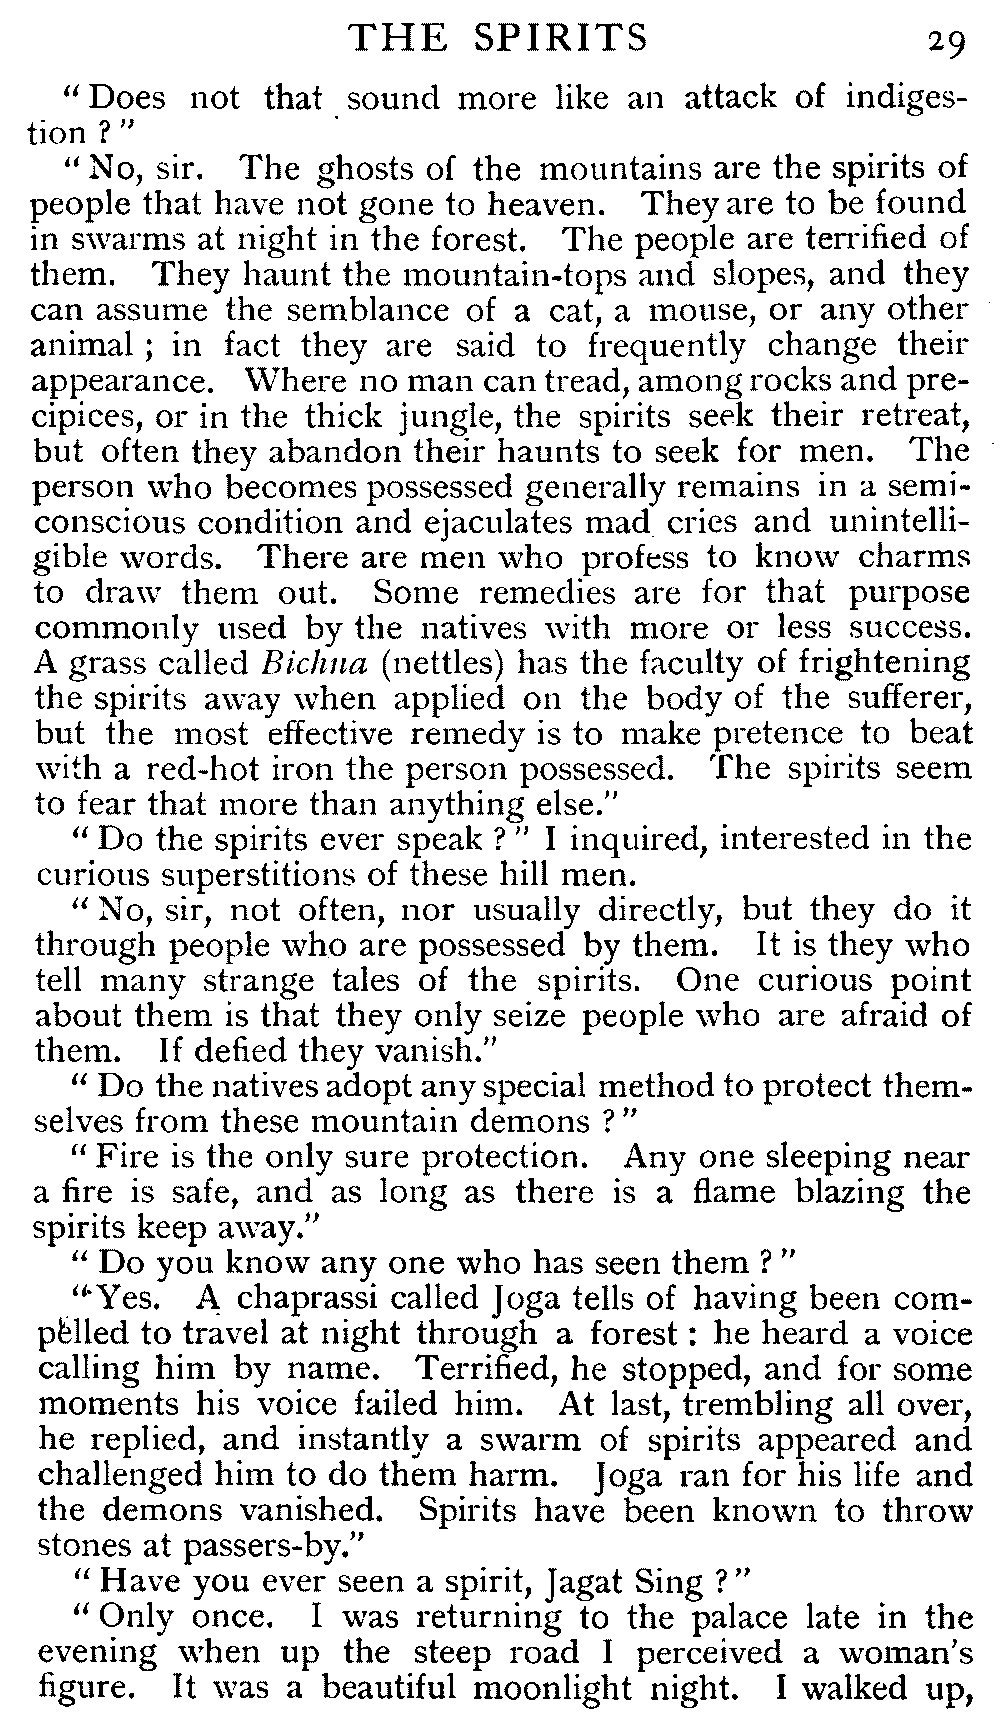 THE SPIRITS 29
"Does not that sound more like an attack of indiges-
tion?"
"No, sir. The ghosts of the mountains are the spirits of
people that have not gone to heaven. They are to be found
in swarms at night in the forest. The people are terrified of
them. They haunt the mountain-tops and slopes, and they
can assume the semblance of a cat, a mouse, or any other
animal; in fact they are said to frequently change their
appearance. Where no man can tread, among rocks and pre-
cipices, or in the thick jungle, the spirits seek their retreat,
but often they abandon their haunts to seek for men. The
person who becomes possessed generally remains in a semi-
conscious condition and ejaculates mad cries and unintelli-
gible words. There are men who profess to know charms
to draw them out. Some remedies are for that purpose
commonly used by the natives with more or less success.
A grass called Bichna (nettles) has the faculty of frightening
the spirits away when applied on the body of the sufferer,
but the most effective remedy is to make pretence to beat
with a red-hot iron the person possessed. The spirits seem
to fear that more than anything else."
"Do the spirits ever speak?" I inquired, interested in the
curious superstitions of these hill men.
"No, sir, not often, nor usually directly, but they do it
through people who are possessed by them. It is they who
tell many strange tales of the spirits. One curious point
about them is that they only seize people who are afraid of
them. If defied they vanish."
"Do the natives adopt any special method to protect them-
selves from these mountain demons?"
"Fire is the only sure protection. Any one sleeping near
a fire is safe, and as long as there is a flame blazing the
spirits keep away."
"Do you know any one who has seen them?"
"Yes. A chaprassi called Joga tells of having been com-
pelled to travel at night through a forest: he heard a voice
calling him by name. Terrified, he stopped, and for some
moments his voice failed him. At last, trembling all over,
he replied, and instantly a swarm of spirits appeared and
challenged him to do them harm. Joga ran for his life and
the demons vanished. Spirits have been known to throw
stones at passers-by."
"Have you ever seen a spirit, Jagat Sing?"
"Only once. I was returning to the palace late in the
evening when up the steep road I perceived a woman's
figure. It was a beautiful moonlight night. I walked up,